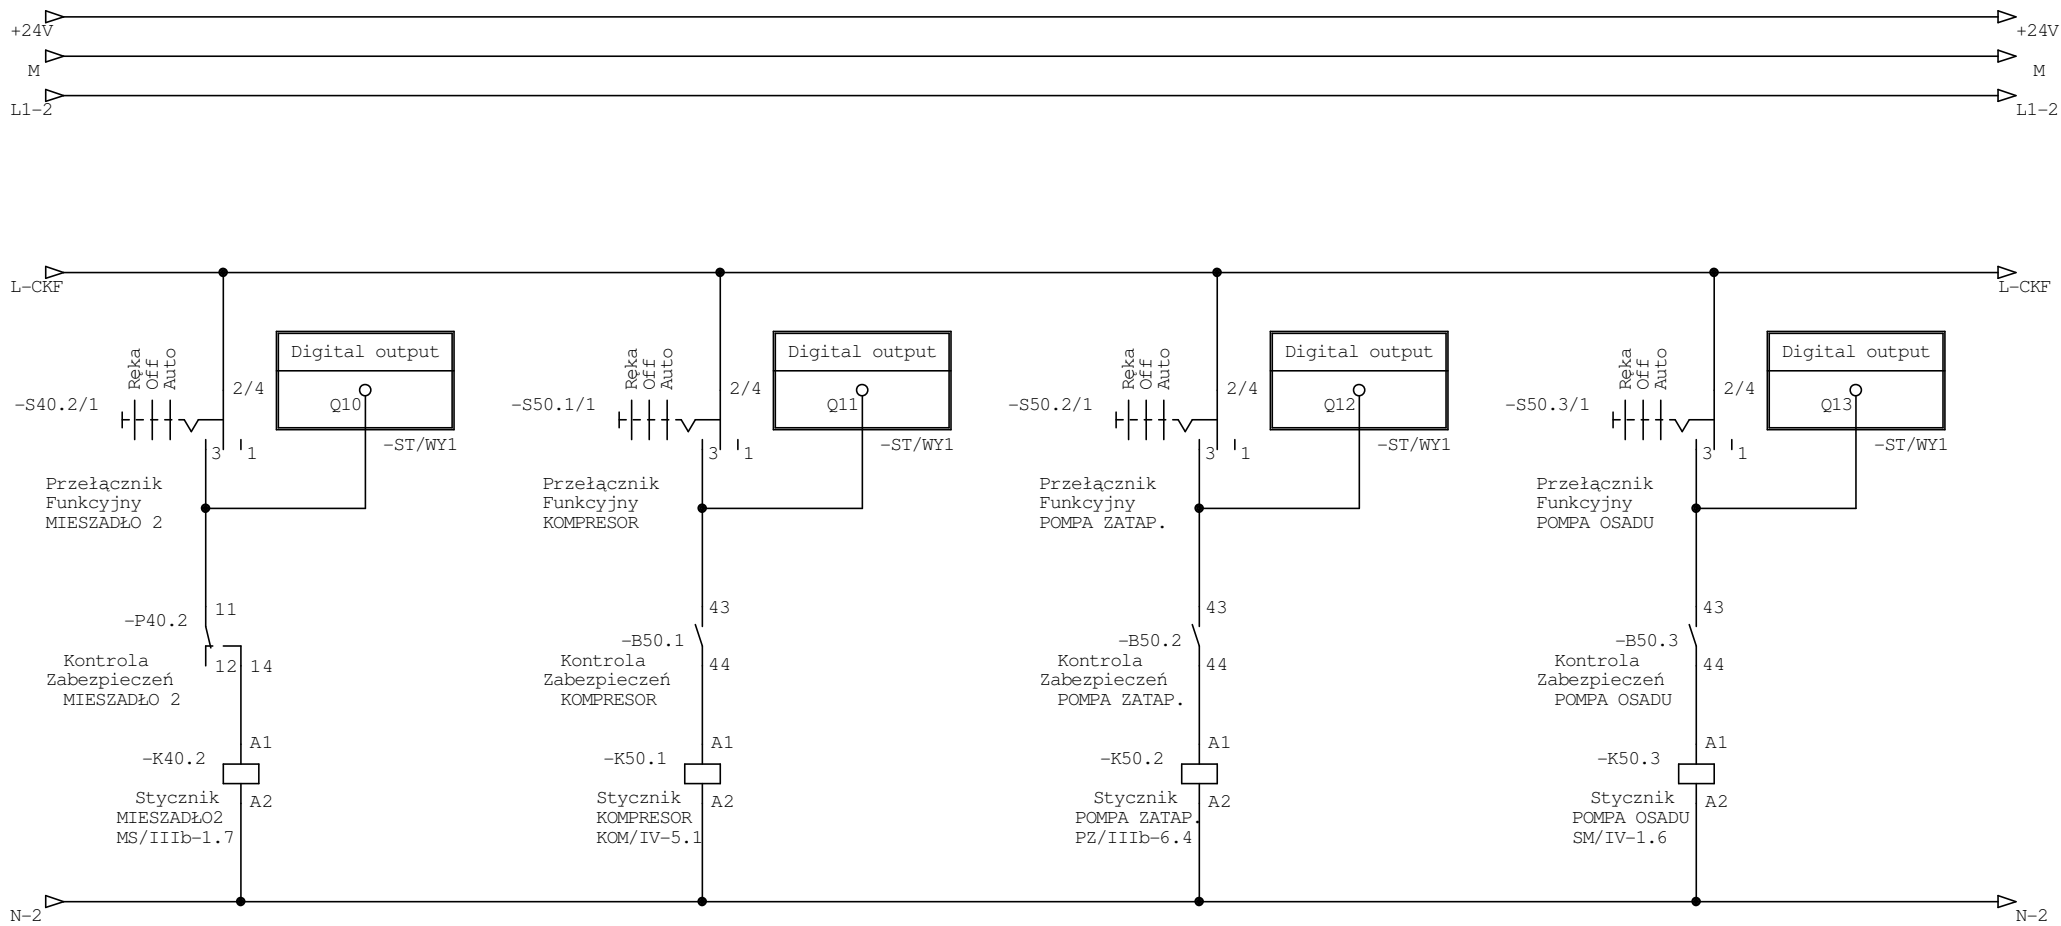 +24V
+24V
M
M
L1-2
L1-2
L-CKF
L-CKF
Ręka
Off
Auto
2/4
-S40.2/1
3
1
Digital output
Q10
-ST/WY1
Przełącznik
Funkcyjny
MIESZADŁO 2
-P40.2
11
12
14
Kontrola
Zabezpieczeń
MIESZADŁO 2
-K40.2
A1
A2
Stycznik
MIESZADŁO2
MS/IIIb-1.7
Ręka
Off
Auto
2/4
-S50.1/1
3
1
Digital output
Q11
-ST/WY1
Przełącznik
Funkcyjny
KOMPRESOR
43
-B50.1
44
Kontrola
Zabezpieczeń
KOMPRESOR
-K50.1
A1
A2
Stycznik
KOMPRESOR
KOM/IV-5.1
Ręka
Off
Auto
2/4
-S50.2/1
3
1
Digital output
Q12
-ST/WY1
Przełącznik
Funkcyjny
POMPA ZATAP.
43
-B50.2
44
Kontrola
Zabezpieczeń
POMPA ZATAP.
-K50.2
A1
A2
Stycznik
POMPA ZATAP.
PZ/IIIb-6.4
Ręka
Off
Auto
2/4
-S50.3/1
3
1
Digital output
Q13
-ST/WY1
Przełącznik
Funkcyjny
POMPA OSADU
43
-B50.3
44
Kontrola
Zabezpieczeń
POMPA OSADU
-K50.3
A1
A2
Stycznik
POMPA OSADU
SM/IV-1.6
N-2
N-2